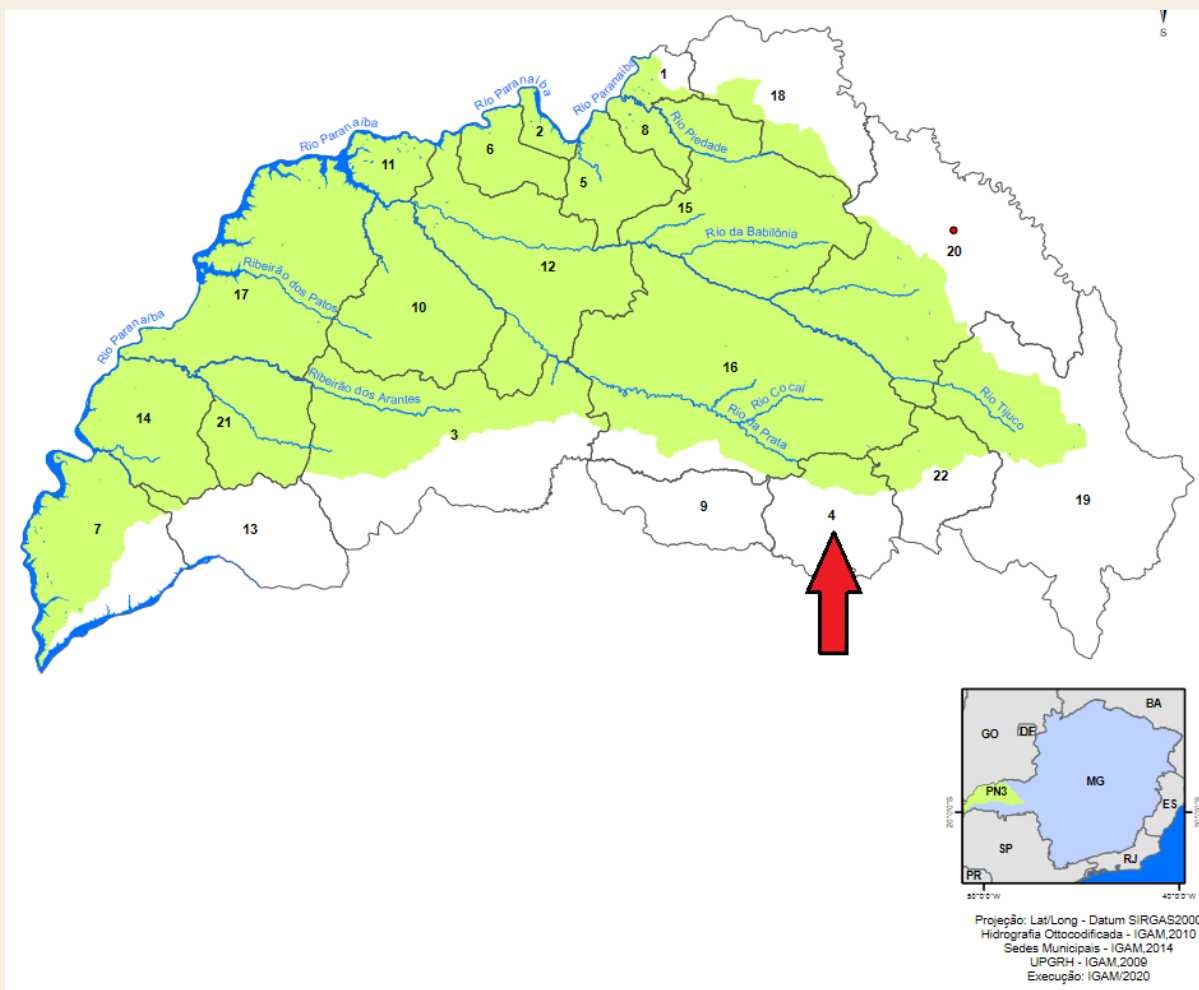 S
Rio Paranaíba
Rio Paranaíba
Rio Paranaíba
1
18
2
8
Rio Piedade
6
11
5
15
Rio da Babilônia
20
12
Ribeirão dos Patos
17
10
Rio Paranaíba
16
Ribeirão dos Arantes
Rio Cocal
Rio Tijuco
14
21
Rio da Prata
3
22
7
13
9
4
19
BA
GO
DF
MG
PN3
ES
20°0'0"S
SP
RJ
PR
50°0'0"W
40°0'0"W
Projeção: Lat/Long - Datum SIRGAS2000
Hidrografia Ottocodificada - IGAM,2010
Sedes Municipais - IGAM,2014
UPGRH - IGAM,2009
Execução: IGAM/2020